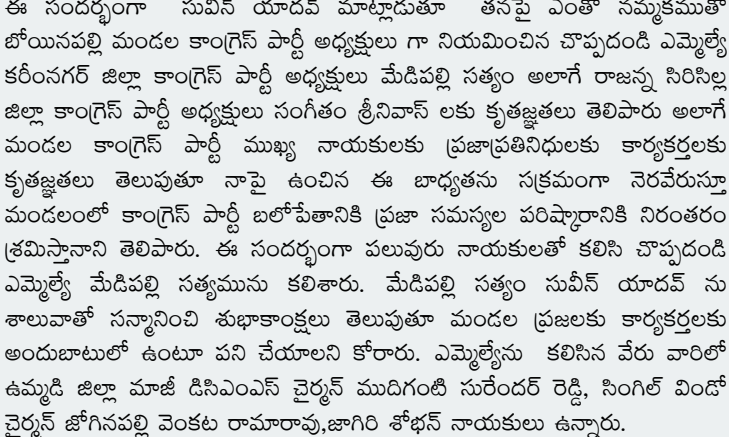 ఈ సందర్భంగా సువీన్ యాదవ్ మాట్లాడుతూ తనపై ఎంతో నమ్మకముతో
బోయినపల్లి మండల కాంగ్రెస్ పార్టీ అధ్యక్షులు గా నియమించిన చొప్పదండి ఎమ్మెల్యే
కరీంనగర్ జిల్లా కాంగ్రెస్ పార్టీ అధ్యక్షులు మేడిపల్లి సత్యం అలాగే రాజన్న సిరిసిల్ల
జిల్లా కాంగ్రెస్ పార్టీ అధ్యక్షులు సంగీతం శ్రీనివాస్ లకు కృతజ్ఞతలు తెలిపారు అలాగే
మండల కాంగ్రెస్ పార్టీ ముఖ్య నాయకులకు ప్రజాప్రతినిధులకు కార్యకర్తలకు
కృతజ్ఞతలు తెలుపుతూ నాపై ఉంచిన ఈ బాధ్యతను సక్రమంగా నెరవేరుస్తూ
మండలంలో కాంగ్రెస్ పార్టీ బలోపేతానికి ప్రజా సమస్యల పరిష్కారానికి నిరంతరం
శ్రమిస్తానాని తెలిపారు. ఈ సందర్భంగా పలువురు నాయకులతో కలిసి చొప్పదండి
ఎమ్మెల్యే మేడిపల్లి సత్యమును కలిశారు. మేడిపల్లి సత్యం సువీన్ యాదవ్ ను
శాలువాతో సన్మానించి శుభాకాంక్షలు తెలుపుతూ మండల ప్రజలకు కార్యకర్తలకు
అందుబాటులో ఉంటూ పని చేయాలని కోరారు. ఎమ్మెల్యేను కలిసిన వేరు వారిలో
ఉమ్మడి జిల్లా మాజీ డిసిఎంఎస్ చైర్మన్ ముదిగంటి సురేందర్ రెడ్డి, సింగిల్ విండో
చైర్మన్ జోగినపల్లి వెంకట రామారావు,జాగిరి శోభన్ నాయకులు ఉన్నారు.